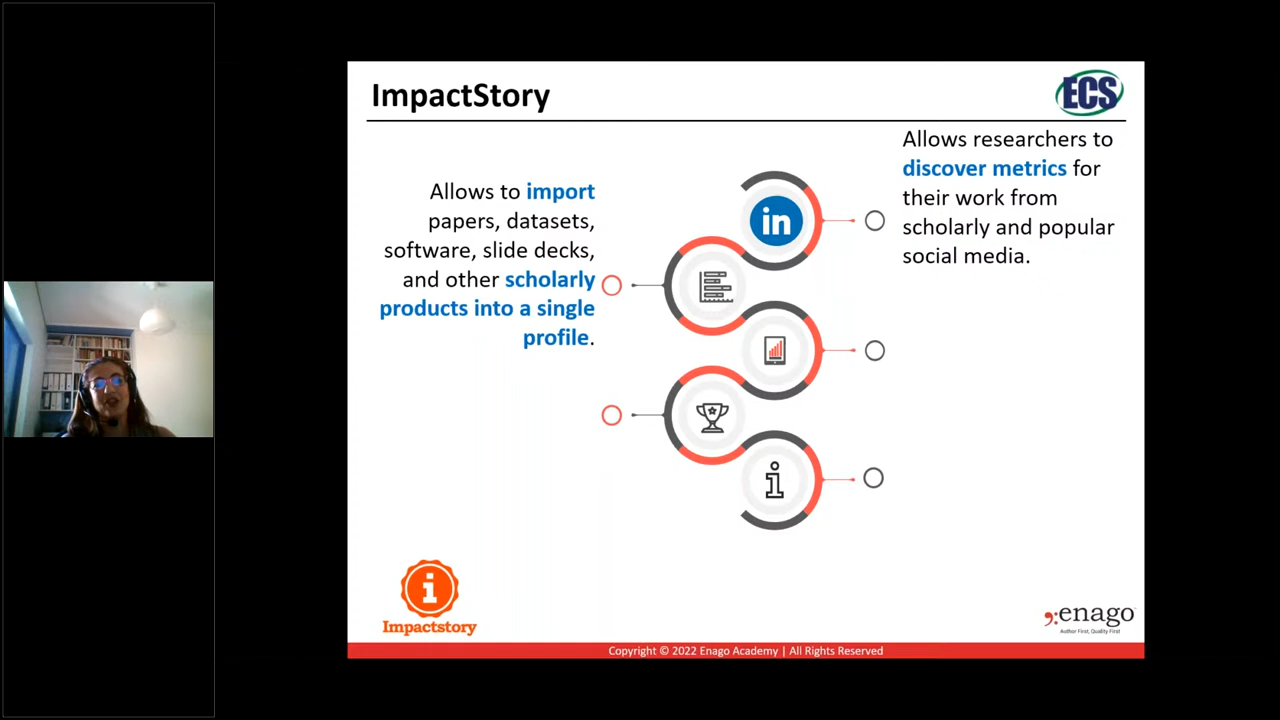 ImpactStory
ECS
Allows researchers to
discover metrics for
their work from
scholarly and popular
social media.
Allows to import
papers, datasets,
software, slide decks,
and other scholarly
products into a single
profile.
in
i
i
Impactstory
enago
Author First, Quality First
Copyright © 2022 Enago Academy | All Rights Reserved